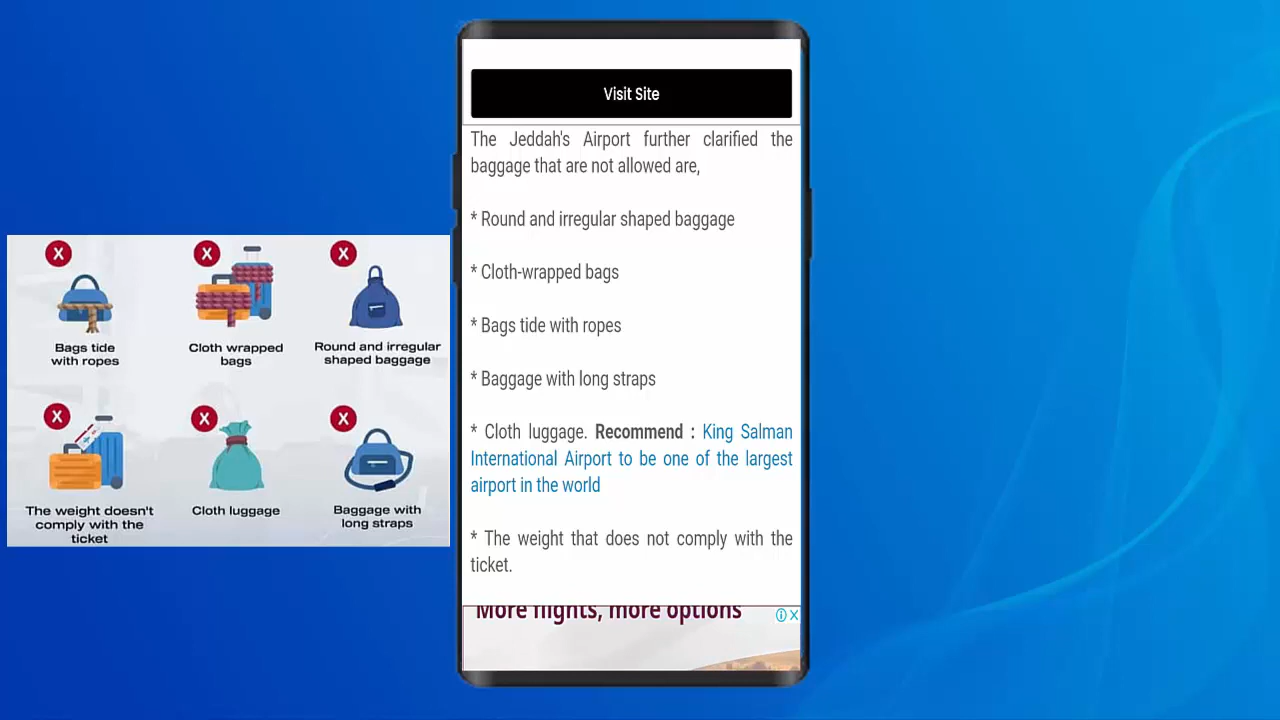 X
X
X
Bags tide
with ropes
Cloth wrapped
bags
Round and irregular
shaped baggage
X
X
X
The weight doesn't
comply with the
ticket
Cloth luggage
Baggage with
long straps
Visit Site
The Jeddah's Airport further clarified the
baggage that are not allowed are,
* Round and irregular shaped baggage
* Cloth-wrapped bags
* Bags tide with ropes
* Baggage with long straps
* Cloth luggage. Recommend : King Salman
International Airport to be one of the largest
airport in the world
* The weight that does not comply with the
ticket.
More flights, more options